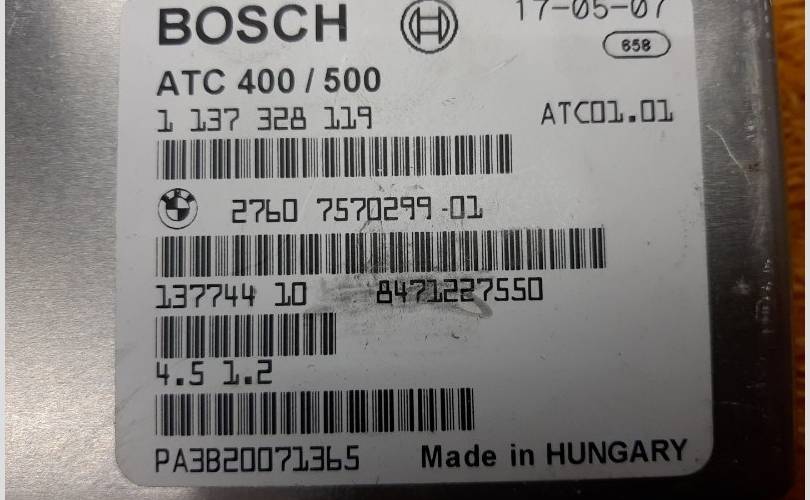 BOSCH 17-05-07
658
ATC 400 / 500
1 137 328 119 ATC01.01
2760 7570299-01
137744 10 8471227550
4.5 1.2
PA3B20071365 Made in HUNGARY